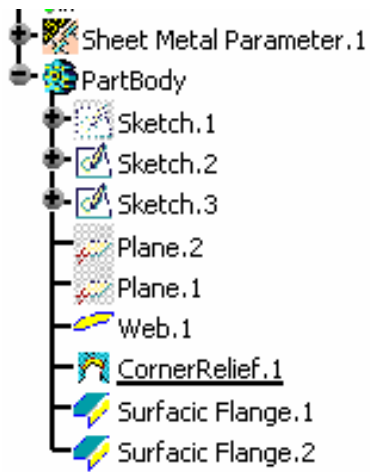 Sheet Metal Parameter.1
PartBody
Sketch.1
Sketch.2
Sketch.3
Plane.2
Plane.1
Web.1
CornerRelief.1
Surfacic Flange.1
Surfacic Flange.2